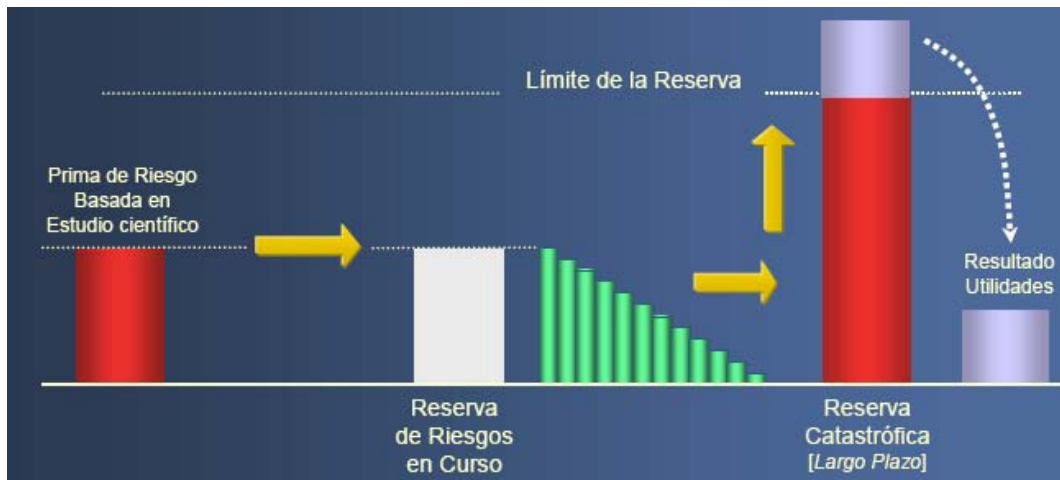 Límite de la Reserva
Prima de Riesgo
Basada en
Estudio científico
Resultado
Utilidades
Reserva
de Riesgos
en Curso
Reserva
Catastrófica
[Largo Plazo]